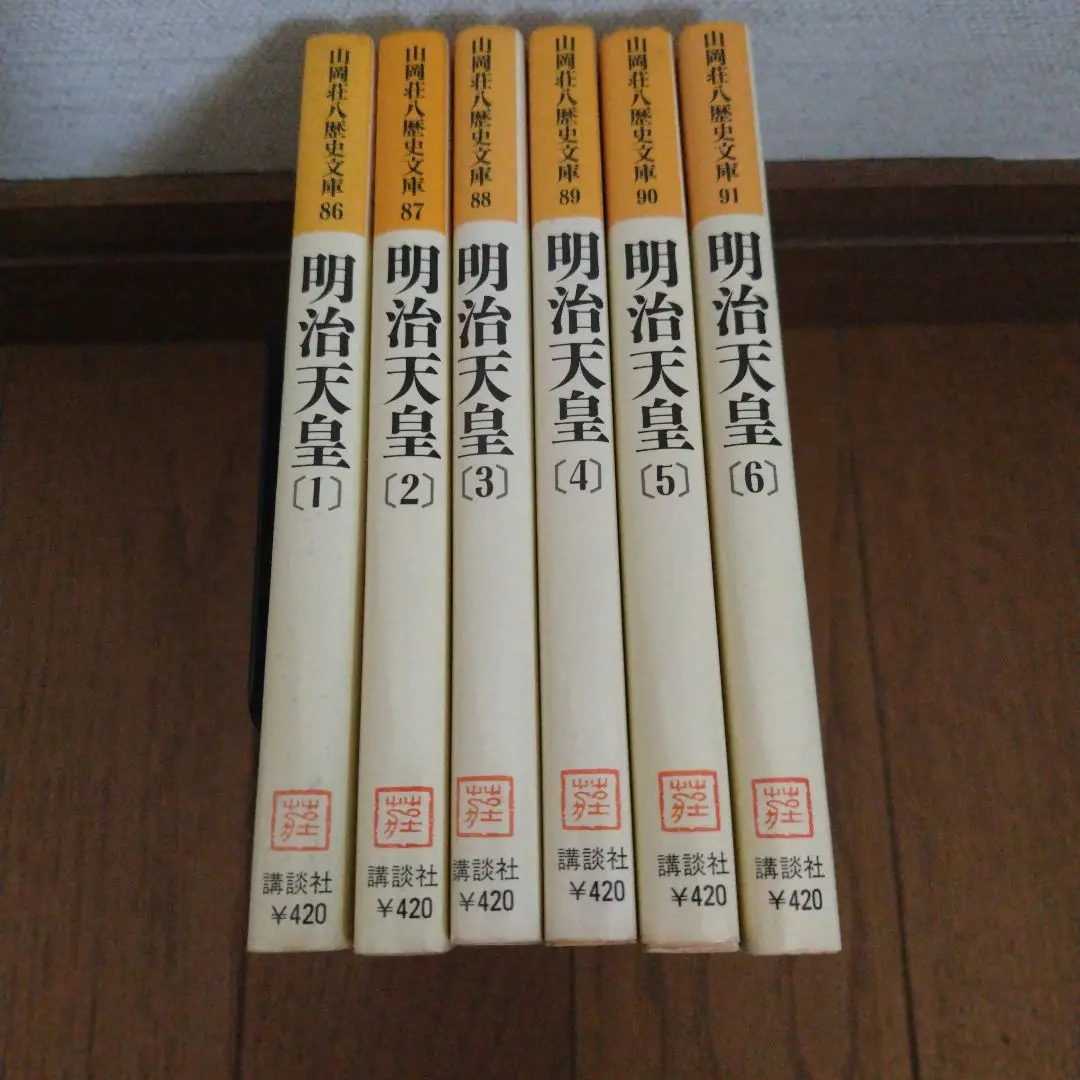 山岡荘八歴史文庫 86
明治天皇
〔1〕
講談社
￥420
山岡荘八歴史文庫 87
明治天皇
〔2〕
講談社
￥420
山岡荘八歴史文庫 88
明治天皇
〔3〕
講談社
￥420
山岡荘八歴史文庫 89
明治天皇
〔4〕
講談社
￥420
山岡荘八歴史文庫 90
明治天皇
〔5〕
講談社
￥420
山岡荘八歴史文庫 91
明治天皇
〔6〕
講談社
￥420